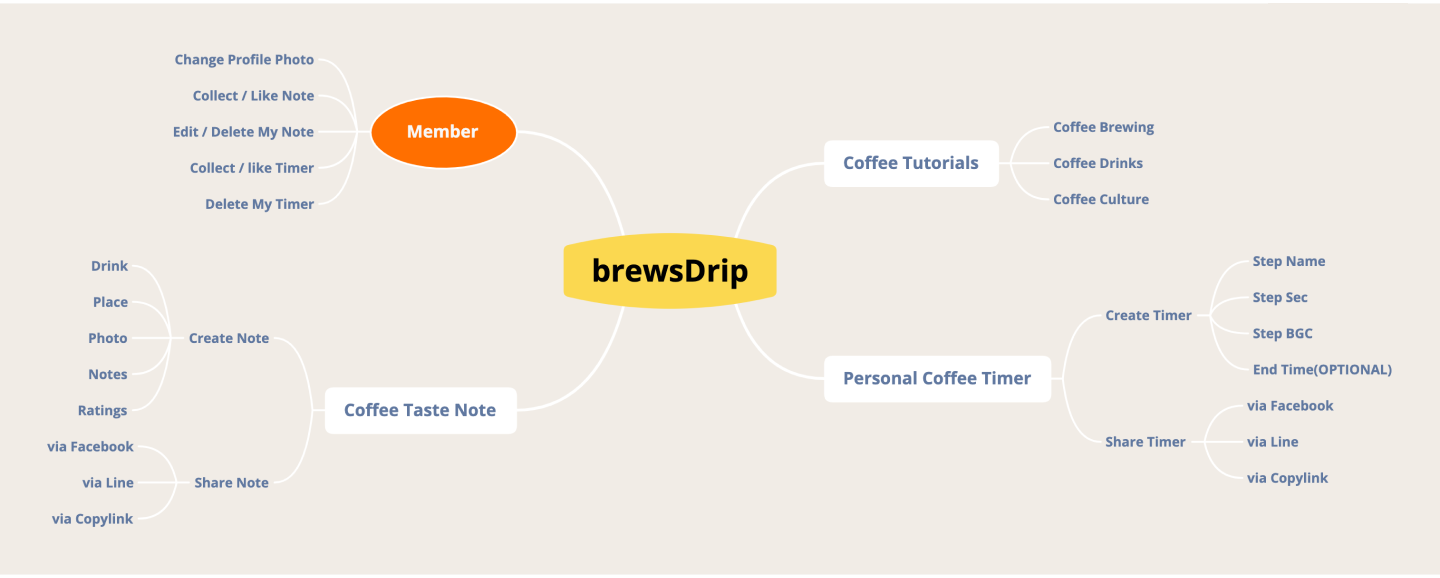 brewsDrip
Member
Change Profile Photo
Collect / Like Note
Edit / Delete My Note
Collect / like Timer
Delete My Timer
Coffee Taste Note
Create Note
Drink
Place
Photo
Notes
Ratings
Share Note
via Facebook
via Line
via Copylink
Coffee Tutorials
Coffee Brewing
Coffee Drinks
Coffee Culture
Personal Coffee Timer
Create Timer
Step Name
Step Sec
Step BGC
End Time(OPTIONAL)
Share Timer
via Facebook
via Line
via Copylink